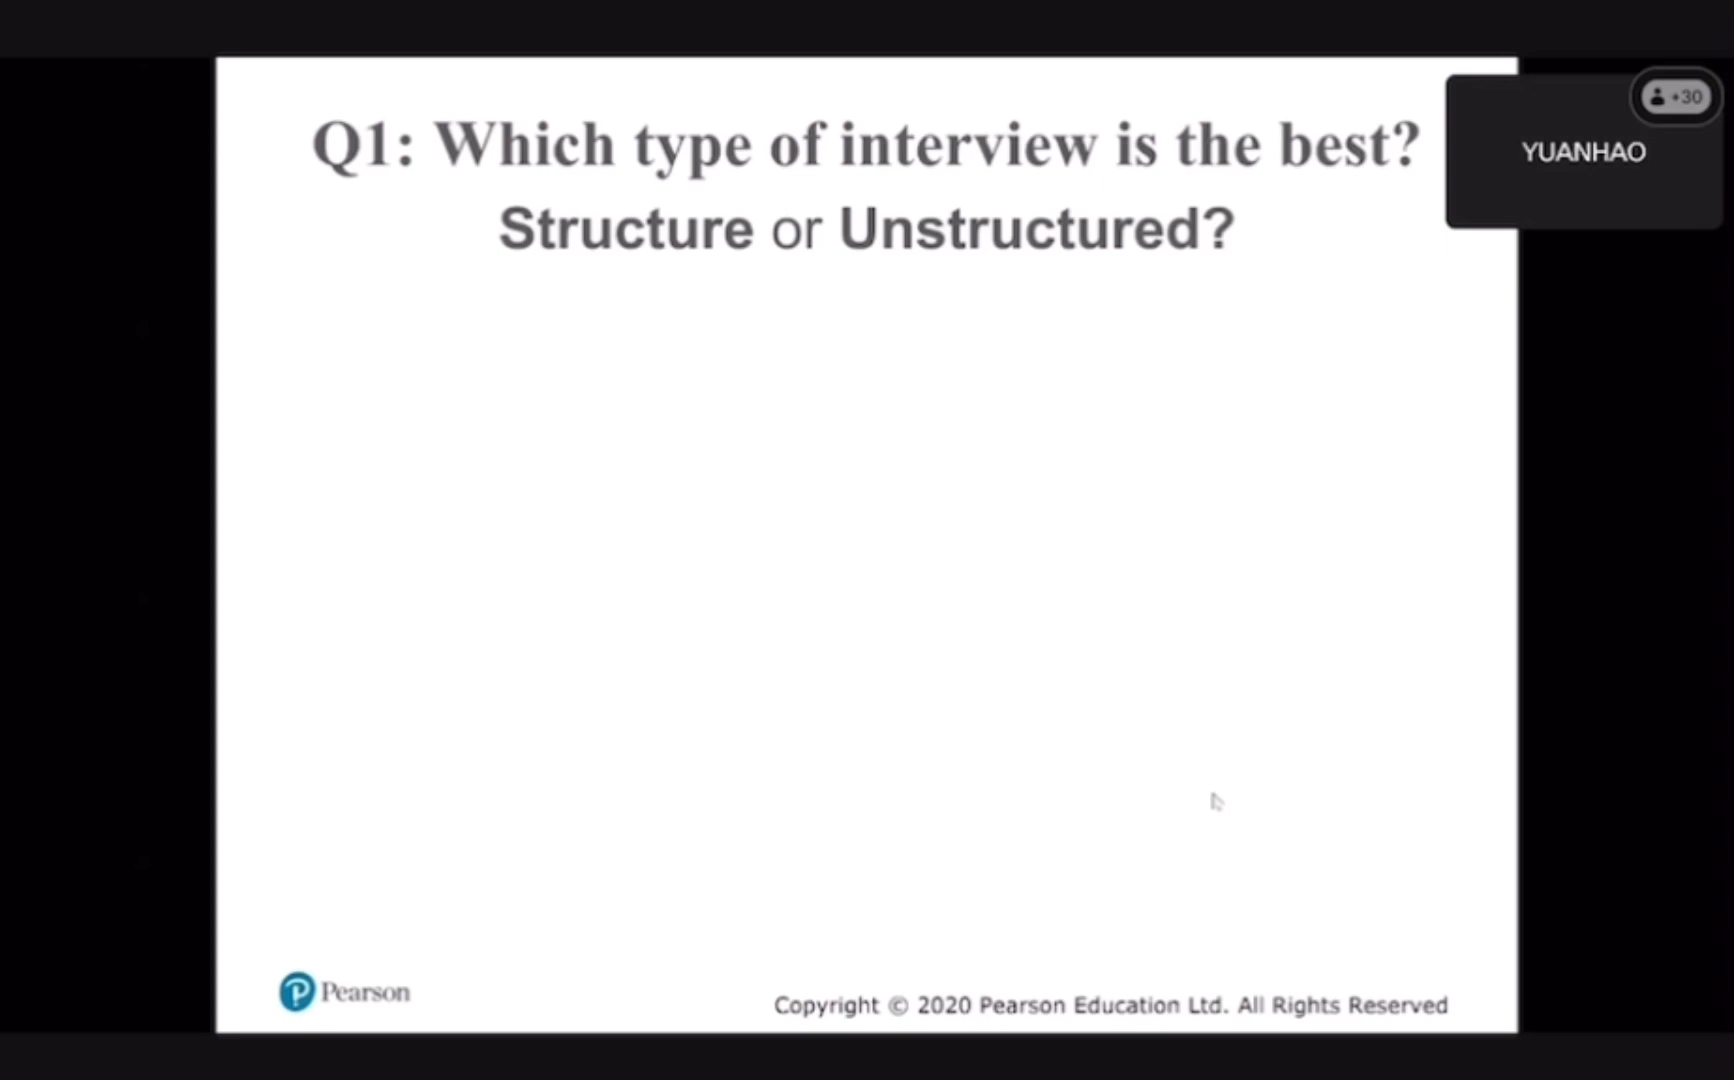 Q1: Which type of interview is the best?
Structure or Unstructured?
+30
YUANHAO
Pearson
Copyright © 2020 Pearson Education Ltd. All Rights Reserved